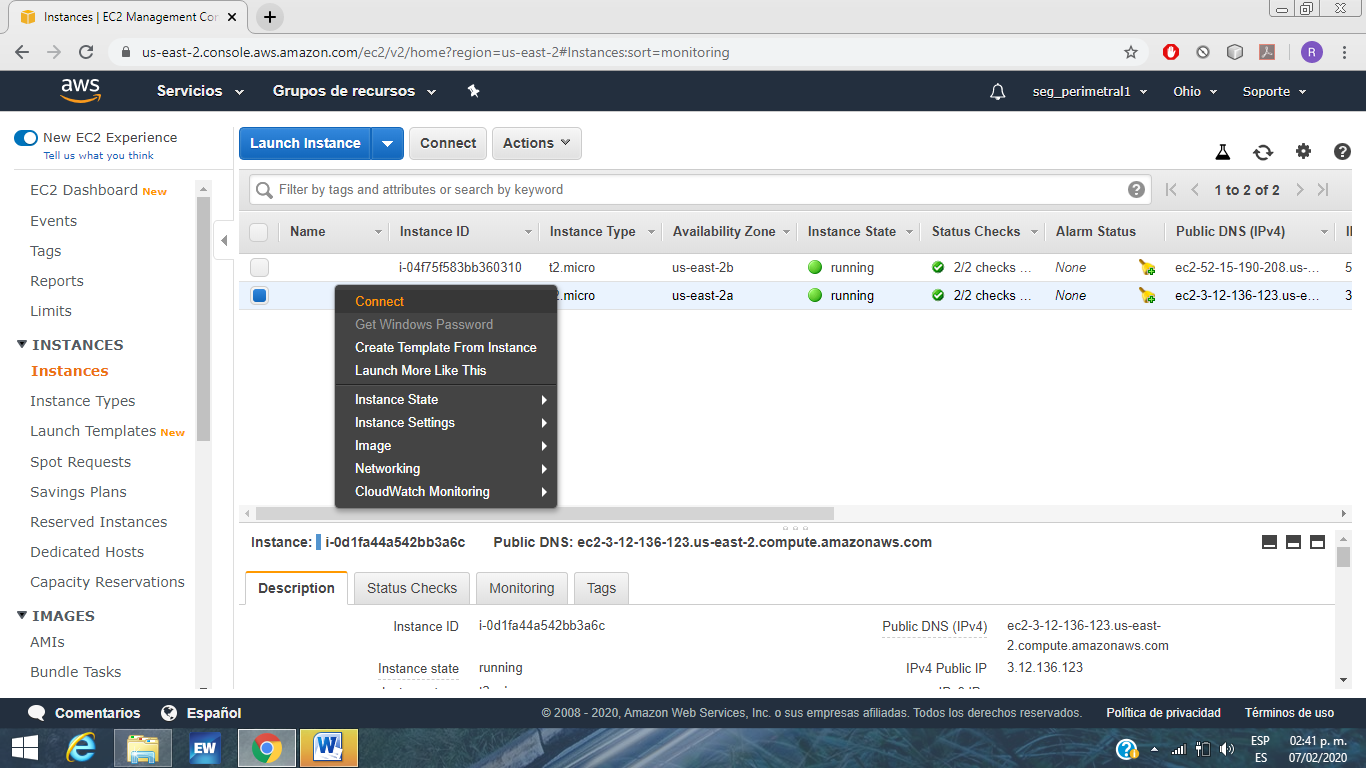 Instances | EC2 Management Con
us-east-2.console.aws.amazon.com/ec2/v2/home?region=us-east-2#Instances:sort=monitoring
R
aws
Servicios
Grupos de recursos
seg_perimetral1
Ohio
Soporte
New EC2 Experience
Tell us what you think
EC2 Dashboard New
Events
Tags
Reports
Limits
INSTANCES
Instances
Instance Types
Launch Templates New
Spot Requests
Savings Plans
Reserved Instances
Dedicated Hosts
Capacity Reservations
IMAGES
AMIs
Bundle Tasks
Launch Instance
Connect
Actions
Filter by tags and attributes or search by keyword
1 to 2 of 2
Name Instance ID Instance Type Availability Zone Instance State Status Checks Alarm Status Public DNS (IPv4)
i-04f75f583bb360310 t2.micro us-east-2b running 2/2 checks ... None ec2-52-15-190-208.us-... 5
2.micro us-east-2a running 2/2 checks ... None ec2-3-12-136-123.us-e... 3
Connect
Get Windows Password
Create Template From Instance
Launch More Like This
Instance State
Instance Settings
Image
Networking
CloudWatch Monitoring
Instance: i-0d1fa44a542bb3a6c Public DNS: ec2-3-12-136-123.us-east-2.compute.amazonaws.com
Description
Status Checks
Monitoring
Tags
Instance ID i-0d1fa44a542bb3a6c
Public DNS (IPv4) ec2-3-12-136-123.us-east-
2.compute.amazonaws.com
Instance state running
IPv4 Public IP 3.12.136.123
Comentarios
Español
© 2008 - 2020, Amazon Web Services, Inc. o sus empresas afiliadas. Todos los derechos reservados.
Política de privacidad
Términos de uso
EW
W
ESP
ES
02:41 p. m.
07/02/2020